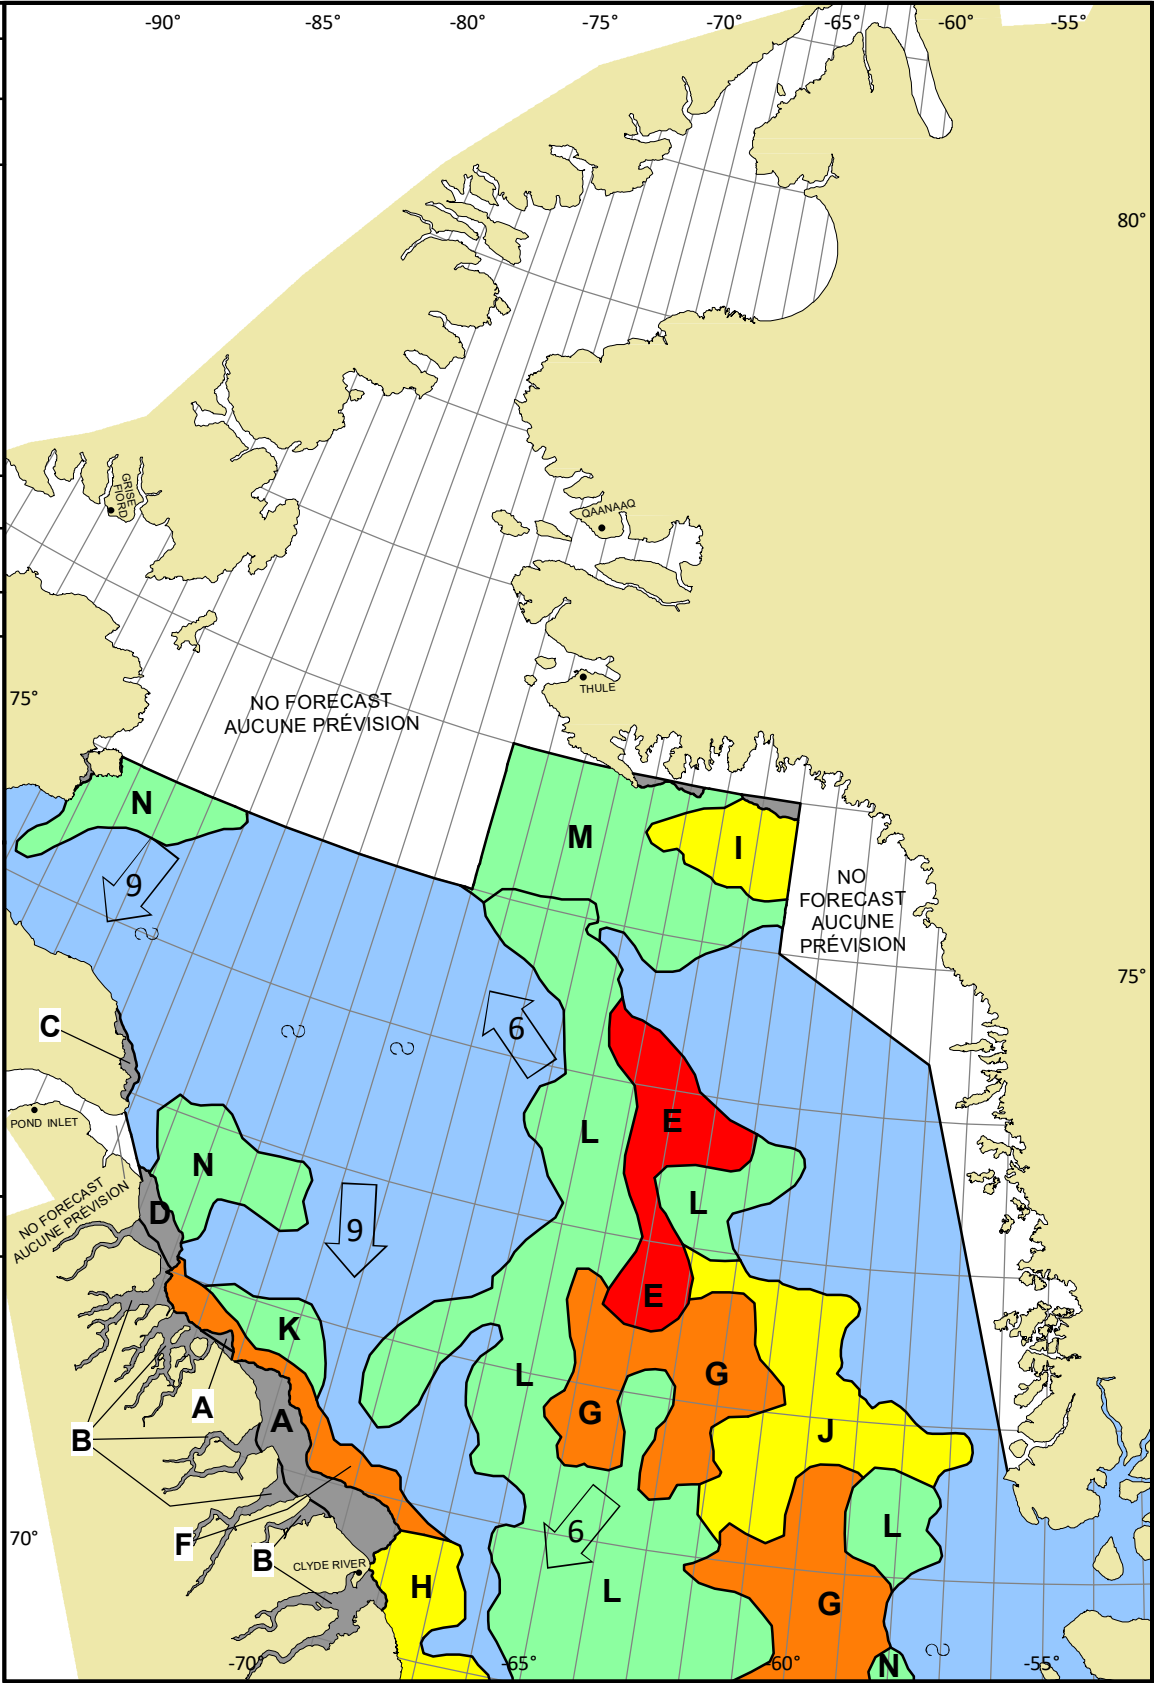 -90° -85° -80° -75° -70° -65° -60° -55°
80°
GRISE
FIORD
QAANAAQ
THULE
75°
NO FORECAST
AUCUNE PRÉVISION
N
M
I
9
NO
FORECAST
AUCUNE
PRÉVISION
75°
C
6
POND INLET
E
L
N
L
NO FORECAST
AUCUNE PRÉVISION
D
9
E
K
L
G
A
G
A
J
B
6
L
70°
F
B
CLYDE RIVER
H
L
G
-70° -65° -60° -55°
N